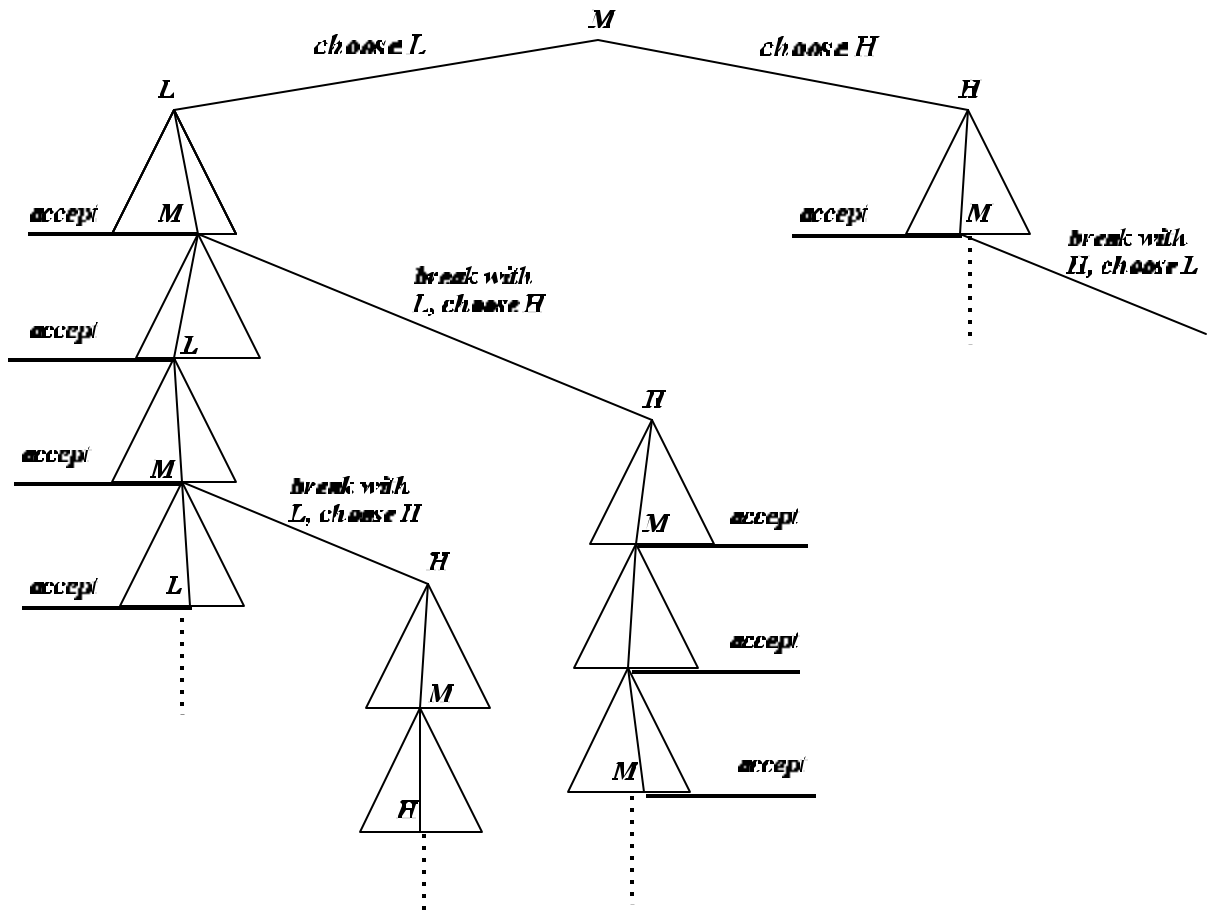 M
choose L
choose H
L
H
accept
M
accept
M
break with
H, choose L
break with
L, choose H
accept
L
H
accept
M
break with
L, choose H
M
accept
H
accept
L
accept
M
M
accept
H